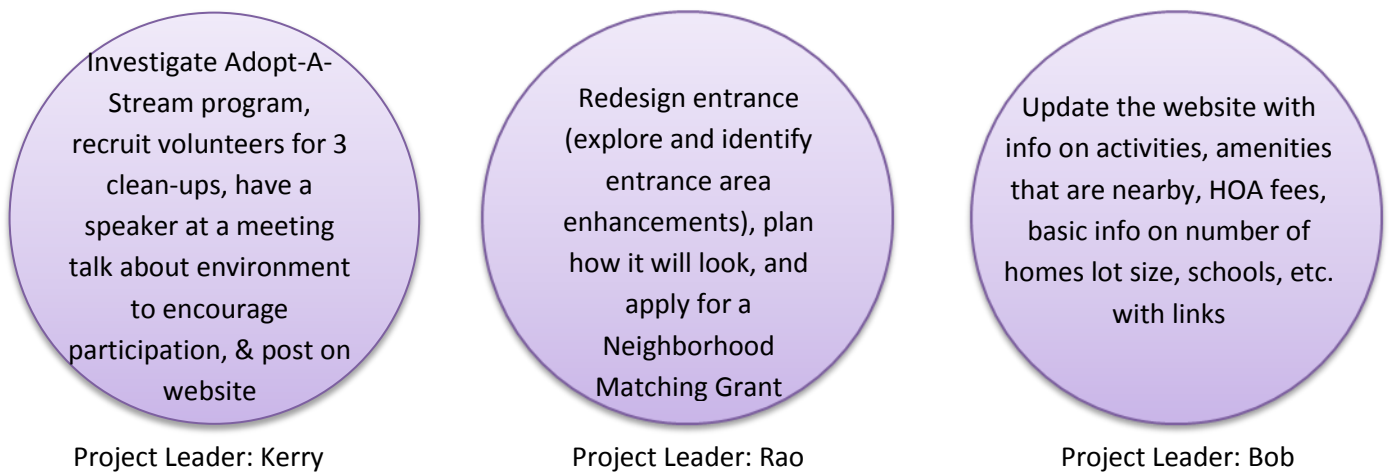 Investigate Adopt-A-
Stream program,
recruit volunteers for 3
clean-ups, have a
speaker at a meeting
talk about environment
to encourage
participation, & post on
website
Project Leader: Kerry
Redesign entrance
(explore and identify
entrance area
enhancements), plan
how it will look, and
apply for a
Neighborhood
Matching Grant
Project Leader: Rao
Update the website with
info on activities, amenities
that are nearby, HOA fees,
basic info on number of
homes lot size, schools, etc.
with links
Project Leader: Bob